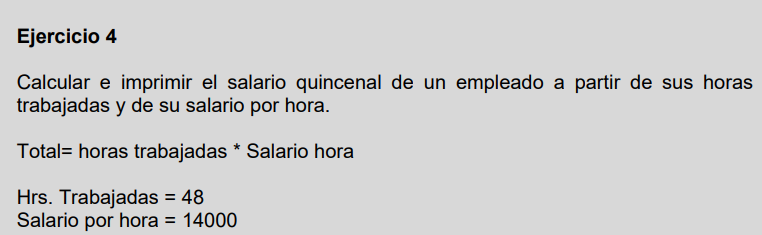 Ejercicio 4
Calcular e imprimir el salario quincenal de un empleado a partir de sus horas
trabajadas y de su salario por hora.
Total= horas trabajadas * Salario hora
Hrs. Trabajadas = 48
Salario por hora = 14000